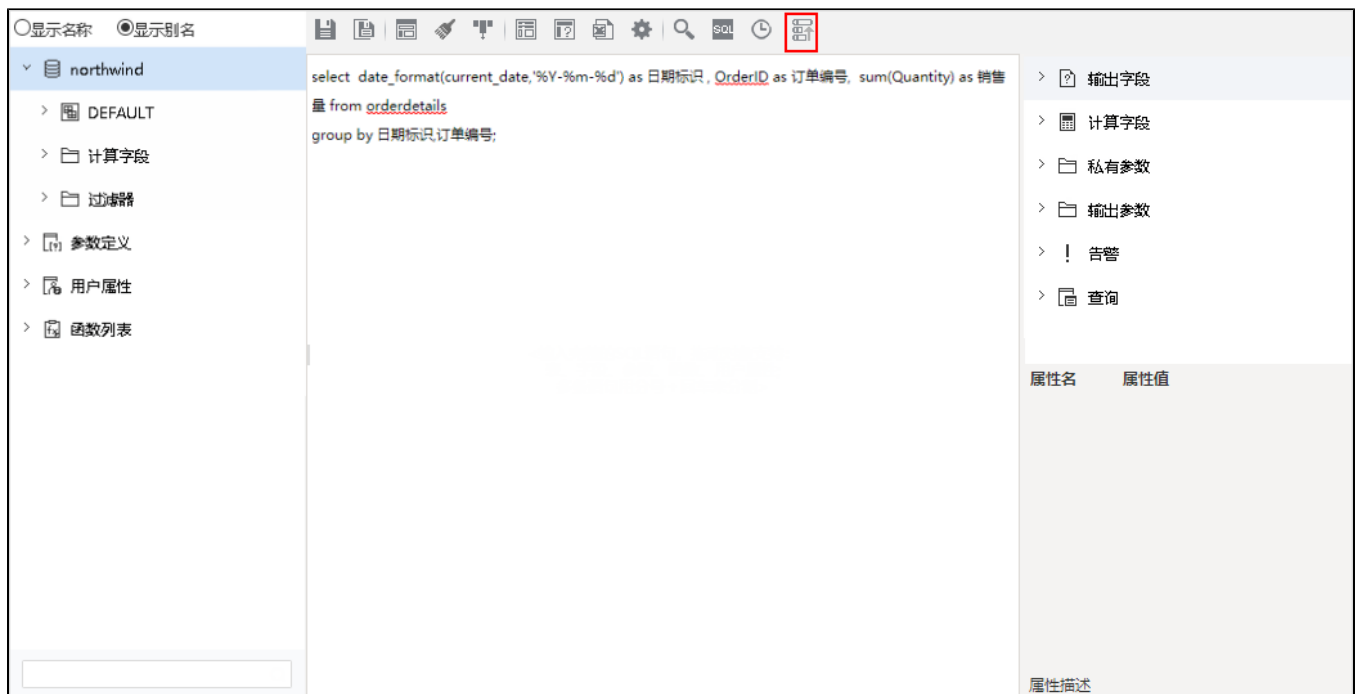 显示名称 显示别名
northwind
DEFAULT
计算字段
过滤器
参数定义
用户属性
函数列表
SQL
select date_format(current_date,'%Y-%m-%d') as 日期标识 , OrderID as 订单编号, sum(Quantity) as 销售
量 from orderdetails
group by 日期标识,订单编号;
输出字段
计算字段
私有参数
输出参数
告警
查询
属性名 属性值
属性描述